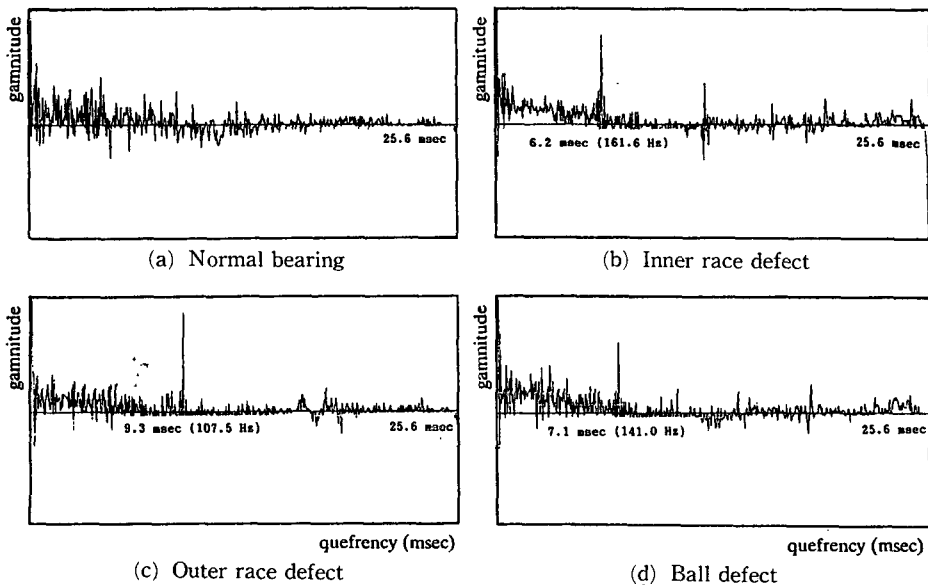 gamnitude
25.6 msec
(a) Normal bearing
gamnitude
6.2 msec (161.6 Hz)
25.6 msec
(b) Inner race defect
gamnitude
9.3 msec (107.5 Hz)
25.6 msec
quefrency (msec)
(c) Outer race defect
gamnitude
7.1 msec (141.0 Hz)
25.6 msec
quefrency (msec)
(d) Ball defect